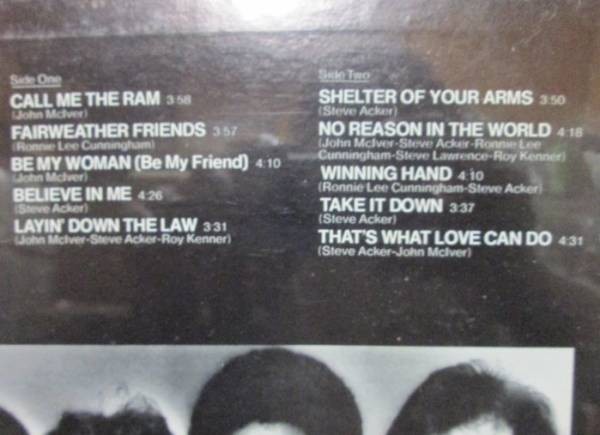 Side One
CALL ME THE RAM 3:58
(John McIver)
FAIRWEATHER FRIENDS 3:57
(Ronnie Lee Cunningham)
BE MY WOMAN (Be My Friend) 4:10
(John McIver)
BELIEVE IN ME 4:26
(Steve Acker)
LAYIN' DOWN THE LAW 3:31
(John McIver-Steve Acker-Roy Kenner)
Side Two
SHELTER OF YOUR ARMS 3:50
(Steve Acker)
NO REASON IN THE WORLD 4:18
(John McIver-Steve Acker-Ronnie Lee
Cunningham-Steve Lawrence-Roy Kenner)
WINNING HAND 4:10
(Ronnie Lee Cunningham-Steve Acker)
TAKE IT DOWN 3:37
(Steve Acker)
THAT'S WHAT LOVE CAN DO 4:31
(Steve Acker-John McIver)